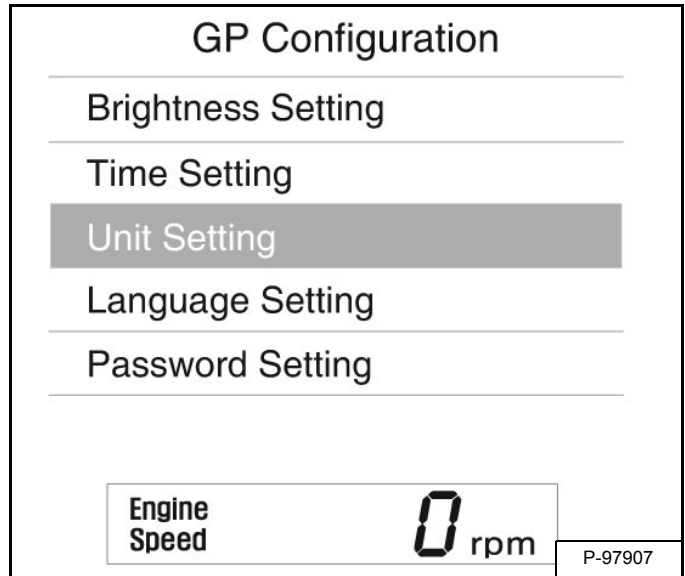 GP Configuration
Brightness Setting
Time Setting
Unit Setting
Language Setting
Password Setting
Engine
Speed
0 rpm
P-97907